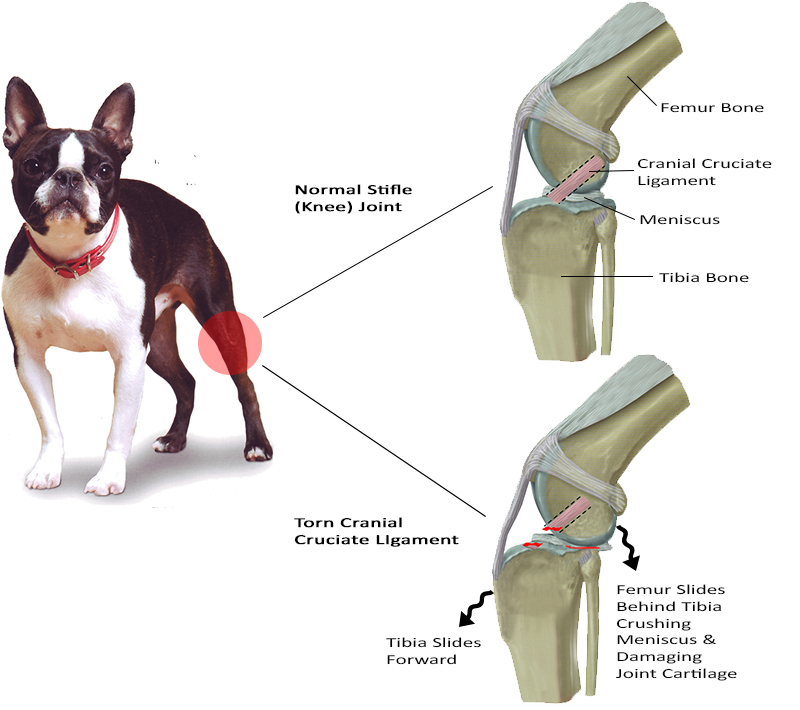 Femur Bone
Cranial Cruciate
Ligament
Normal Stifle
(Knee) Joint
Meniscus
Tibia Bone
Torn Cranial
Cruciate LIgament
Femur Slides
Behind Tibia
Crushing
Meniscus &
Damaging
Joint Cartilage
Tibia Slides
Forward